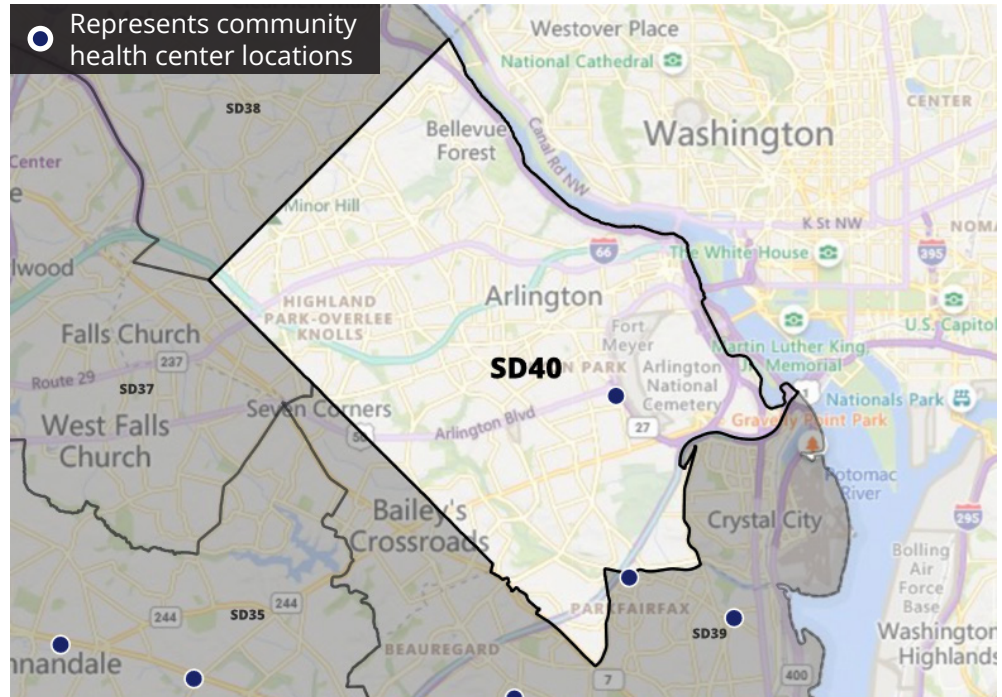 Represents community
health center locations
Westover Place
National Cathedral
SD38
CENTER
Bellevue
Forest
Canal Rd NW
Washington
Center
e
Minor Hill
K St NW
NOMA
66
The White House
395
lwood
HIGHLAND
PARK-OVERLEE
KNOLLS
Arlington
Falls Church
Fort
Meyer
U.S. Capitol
237
Martin Luther King,
Jr. Memorial
Route 29
SD37
SD40
N PARK
Arlington
National
Cemetery
1
Nationals Park
Seven Corners
50
Arlington Blvd
27
Gravelly Point Park
West Falls
Church
Potomac
River
Bailey's
Crossroads
Crystal City
295
Bolling
Air
Force
Base
244
SD35
244
PARKFAIRFAX
SD39
Washington
Highlands
BEAUREGARD
nnandale
7
400